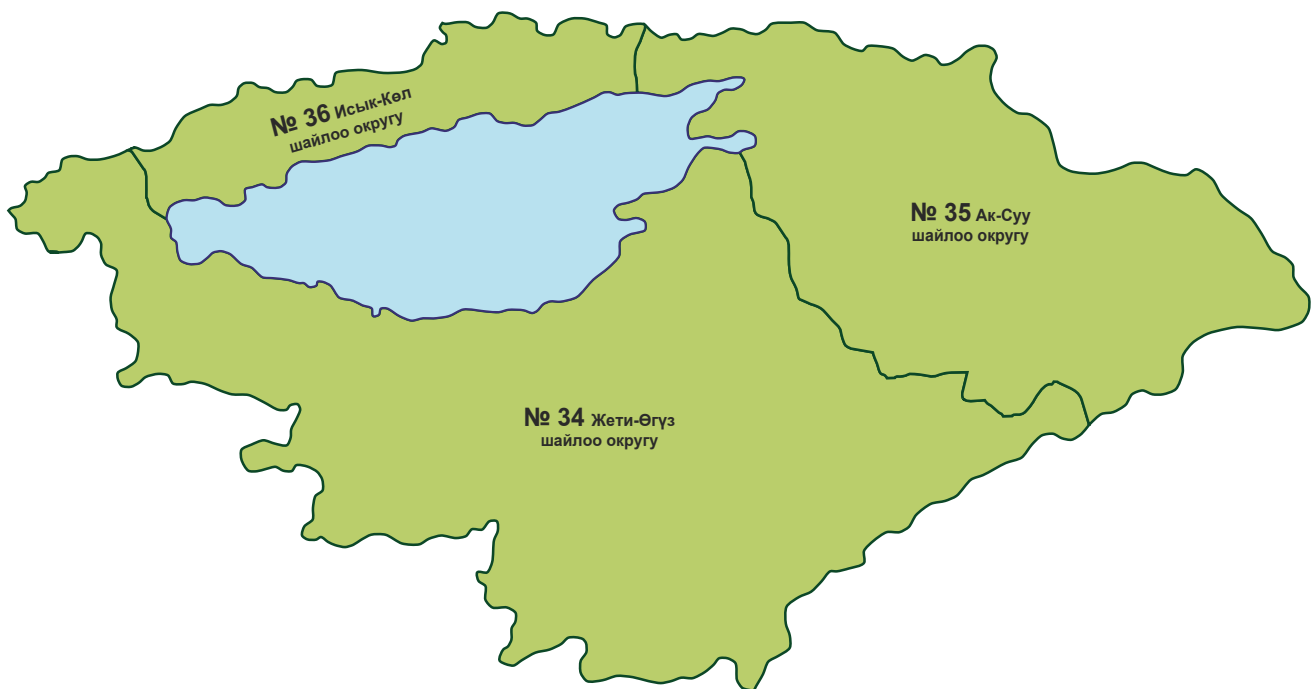 № 36 Исык-Көл
шайлоо округу
№ 35 Ак-Суу
шайлоо округу
№ 34 Жети-Өгүз
шайлоо округу